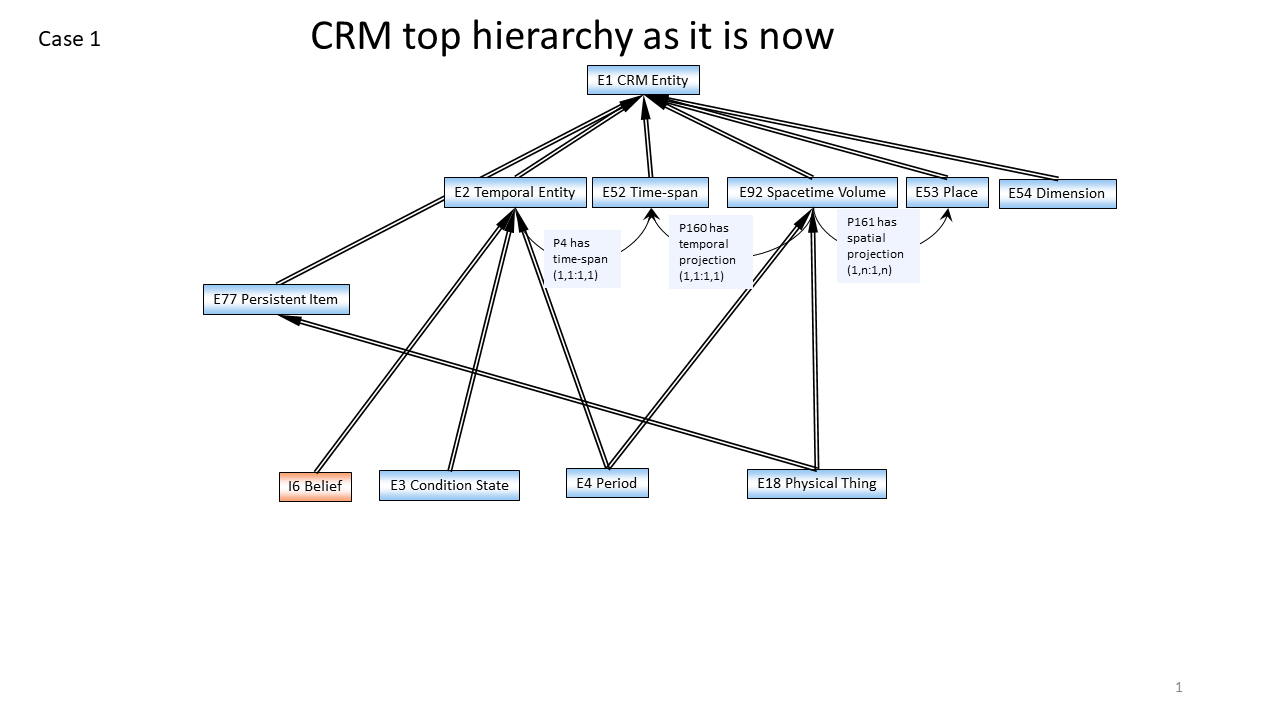 Case 1
CRM top hierarchy as it is now
E1 CRM Entity
E2 Temporal Entity
E52 Time-span
E92 Spacetime Volume
E53 Place
E54 Dimension
P4 has
time-span
(1,1:1,1)
P160 has
temporal
projection
(1,1:1,1)
P161 has
spatial
projection
(1,n:1,n)
E77 Persistent Item
I6 Belief
E3 Condition State
E4 Period
E18 Physical Thing
1